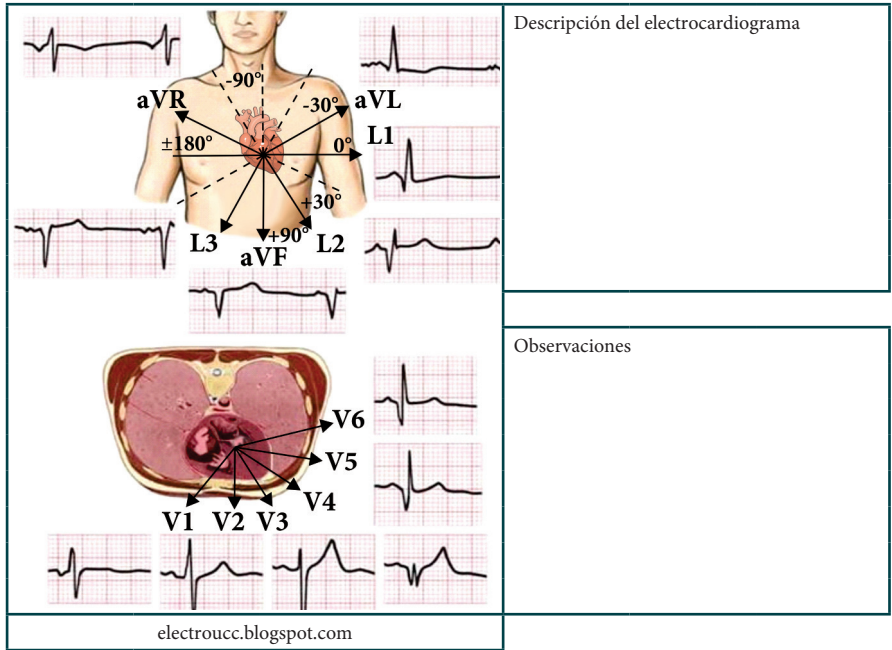 Descripción del electrocardiograma
-90°
aVR
-30°
aVL
±180°
0°
L1
+30°
L3
+90°
L2
aVF
Observaciones
V6
V5
V4
V1 V2 V3
electroucc.blogspot.com